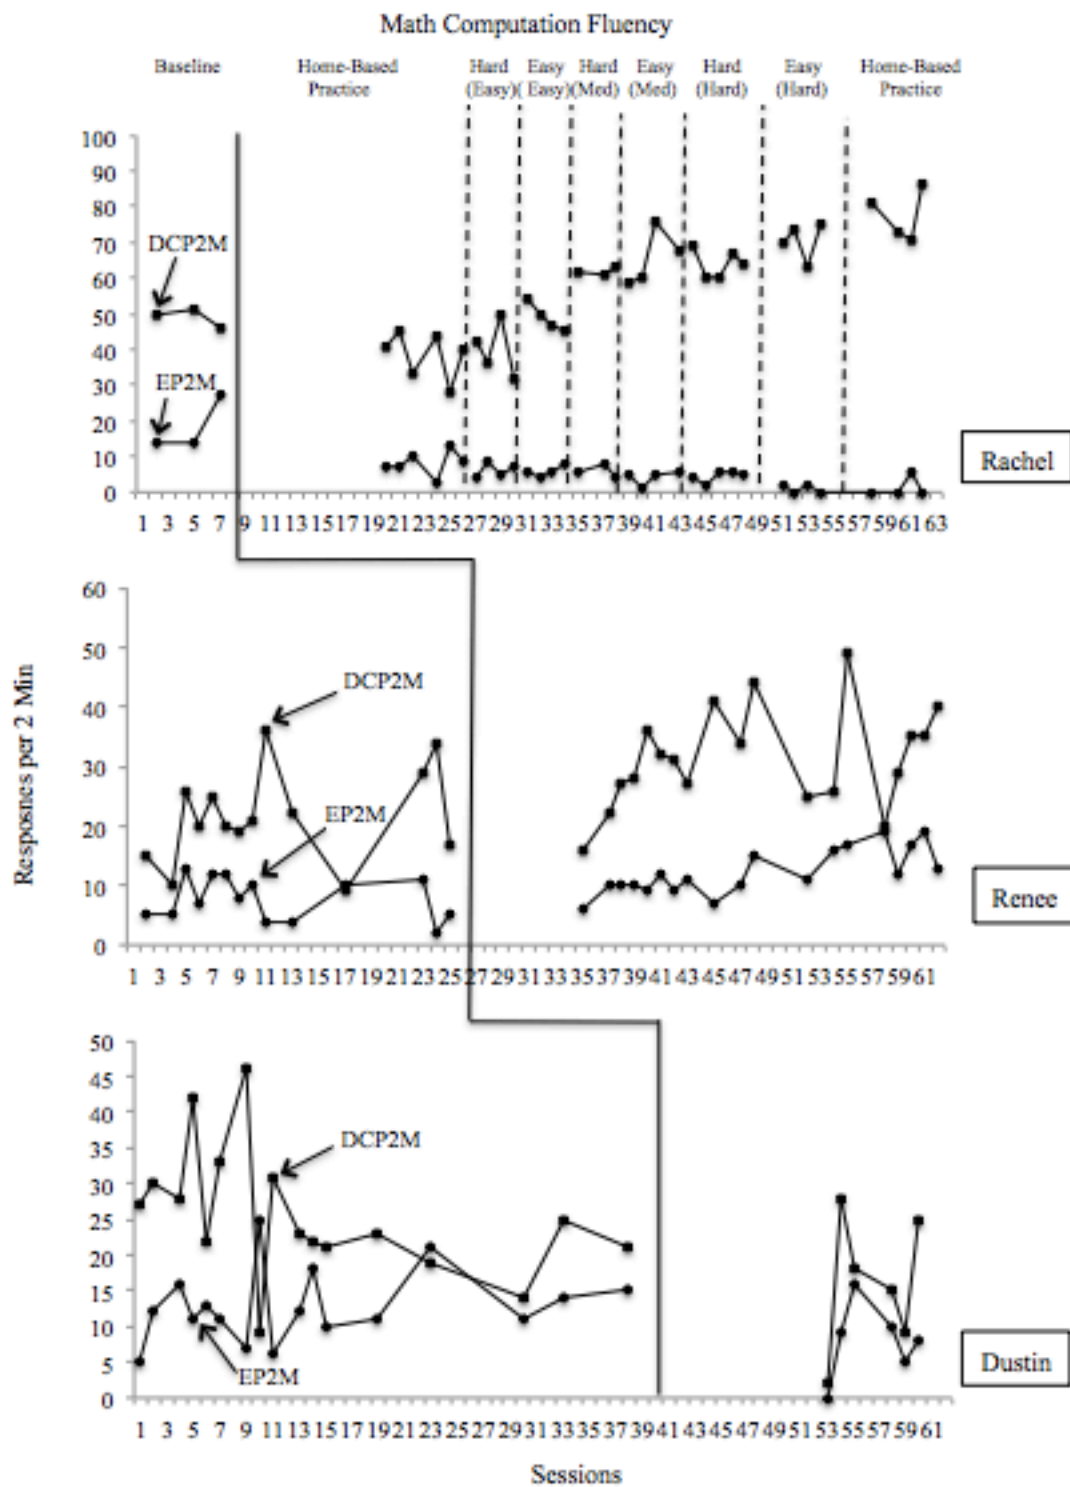 Math Computation Fluency
Baseline Home-Based Hard Easy Hard Easy Hard Easy Home-Based
Practice (Easy)( Easy)(Med) (Med) (Hard) (Hard) Practice
100
90
80
70
DCP2M
60
50
40
EP2M
30
20
10
Rachel
0
1 3 5 7 9 11 13 15 17 19 21 23 25 27 29 31 33 35 37 39 41 43 45 47 49 51 53 55 57 59 61 63
60
50
DCP2M
40
30
EP2M
20
10
Renee
0
1 3 5 7 9 11 13 15 17 19 21 23 25 27 29 31 33 35 37 39 41 43 45 47 49 51 53 55 57 59 61
Resposnes per 2 Min
50
45
40
DCP2M
35
30
25
20
15
10
5
EP2M
Dustin
0
1 3 5 7 9 11 13 15 17 19 21 23 25 27 29 31 33 35 37 39 41 43 45 47 49 51 53 55 57 59 61
Sessions